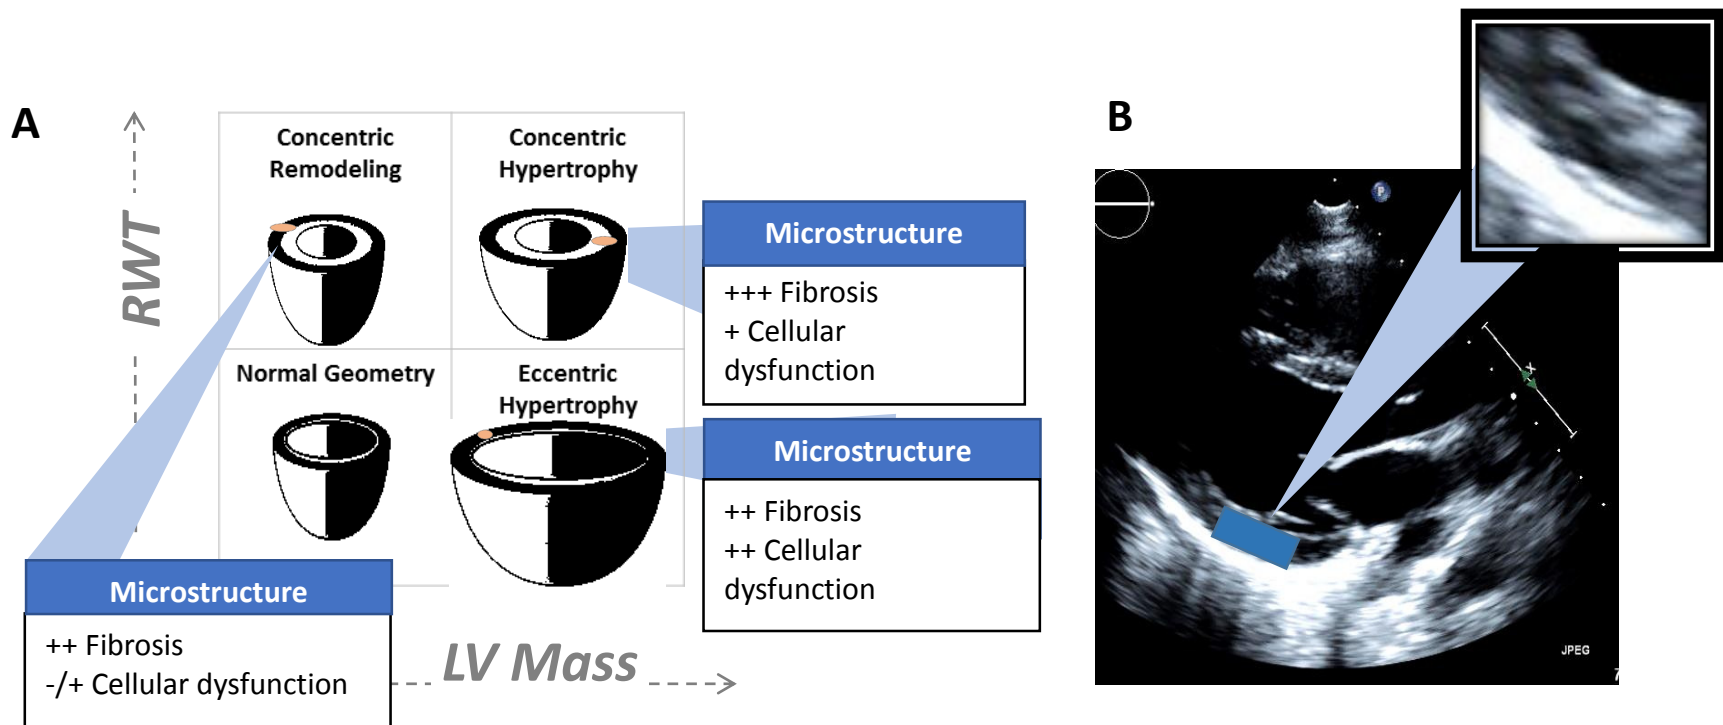 A
B
RWT
Concentric
Remodeling
Concentric
Hypertrophy
Microstructure
+++ Fibrosis
+ Cellular
dysfunction
Normal Geometry
Eccentric
Hypertrophy
Microstructure
++ Fibrosis
++ Cellular
dysfunction
Microstructure
++ Fibrosis
-/+ Cellular dysfunction
LV Mass
P
X
JPEG
7